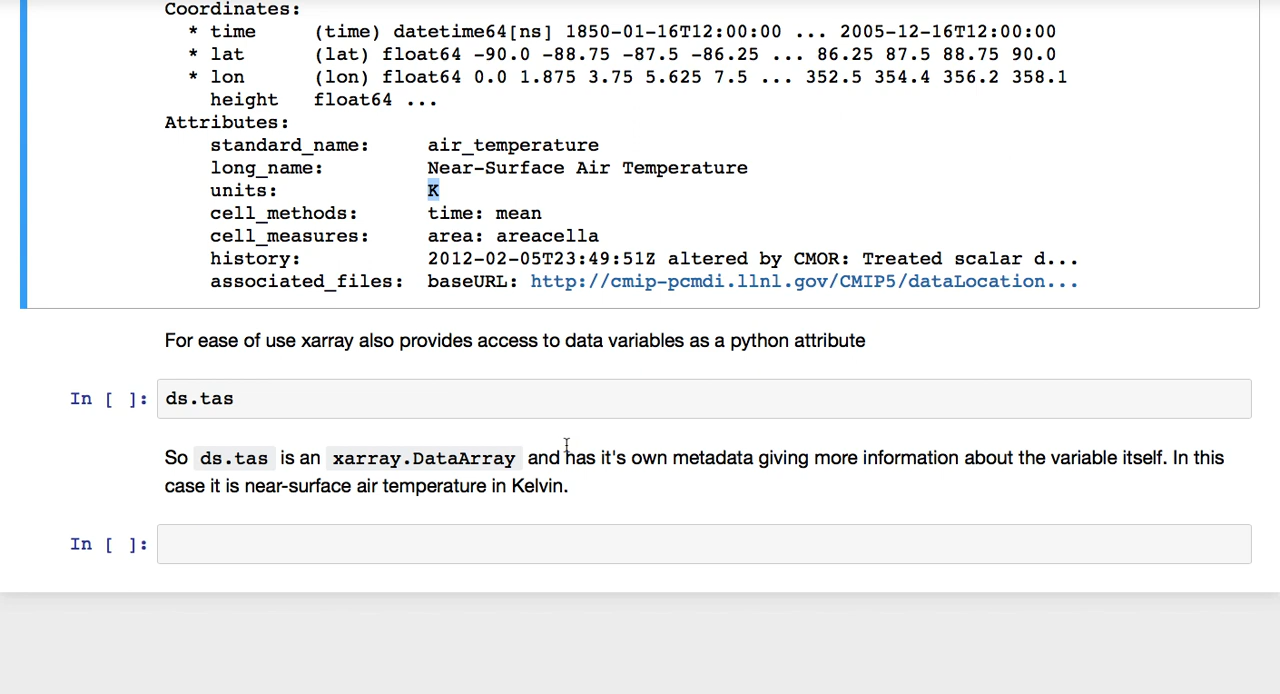 Coordinates:
* time (time) datetime64[ns] 1850-01-16T12:00:00 ... 2005-12-16T12:00:00
* lat (lat) float64 -90.0 -88.75 -87.5 -86.25 ... 86.25 87.5 88.75 90.0
* lon (lon) float64 0.0 1.875 3.75 5.625 7.5 ... 352.5 354.4 356.2 358.1
height float64 ...
Attributes:
standard_name: air_temperature
long_name: Near-Surface Air Temperature
units: K
cell_methods: time: mean
cell_measures: area: areacella
history: 2012-02-05T23:49:51Z altered by CMOR: Treated scalar d...
associated_files: baseURL: http://cmip-pcmdi.llnl.gov/CMIP5/dataLocation...
For ease of use xarray also provides access to data variables as a python attribute
In [ ]: ds.tas
So ds.tas is an xarray.DataArray and has it's own metadata giving more information about the variable itself. In this
case it is near-surface air temperature in Kelvin.
In [ ]: